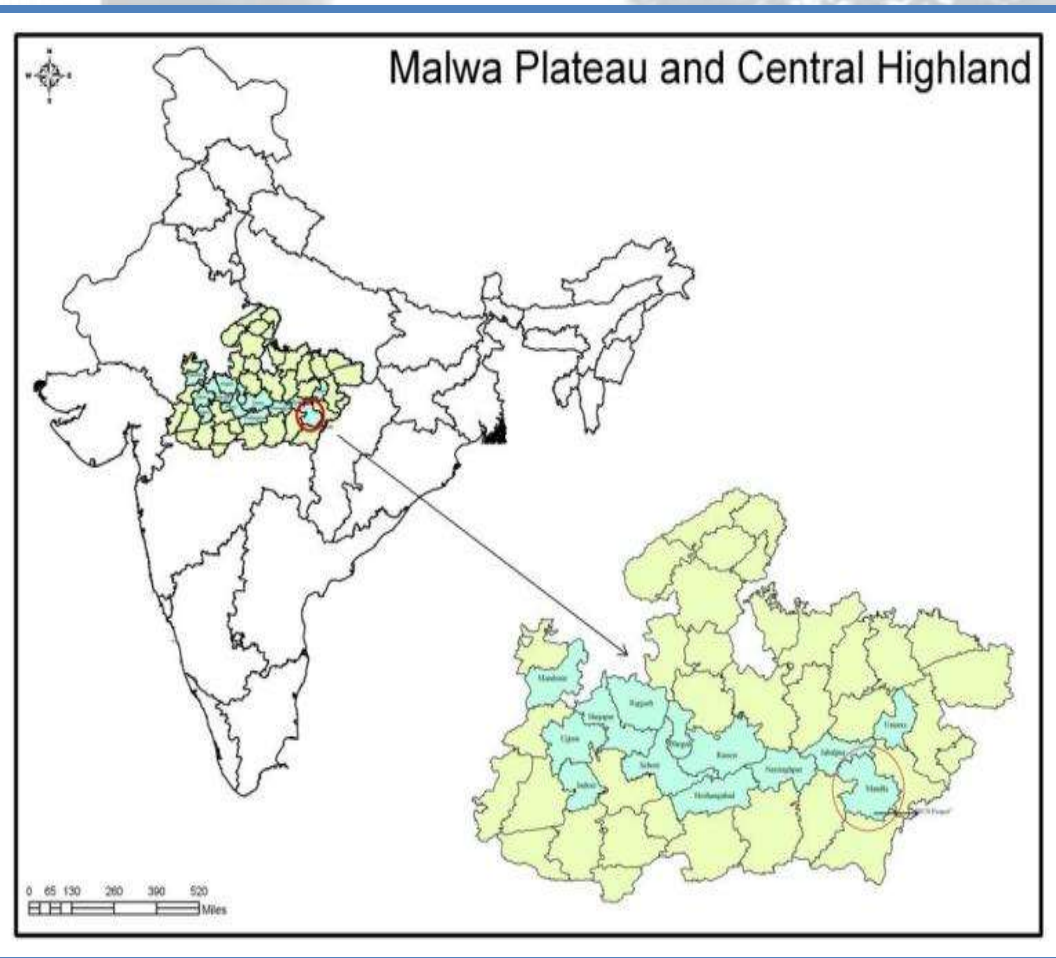 Malwa Plateau and Central Highland
N
W
E
S
Mandsaur
Rajgarh
Shajapur
Ujjain
Umaria
Bhopal
Raisen
Jabalpur
Sehore
Narsinghpur
Indore
Hoshangabad
Mandla
0 65 130 260 390 520
Miles